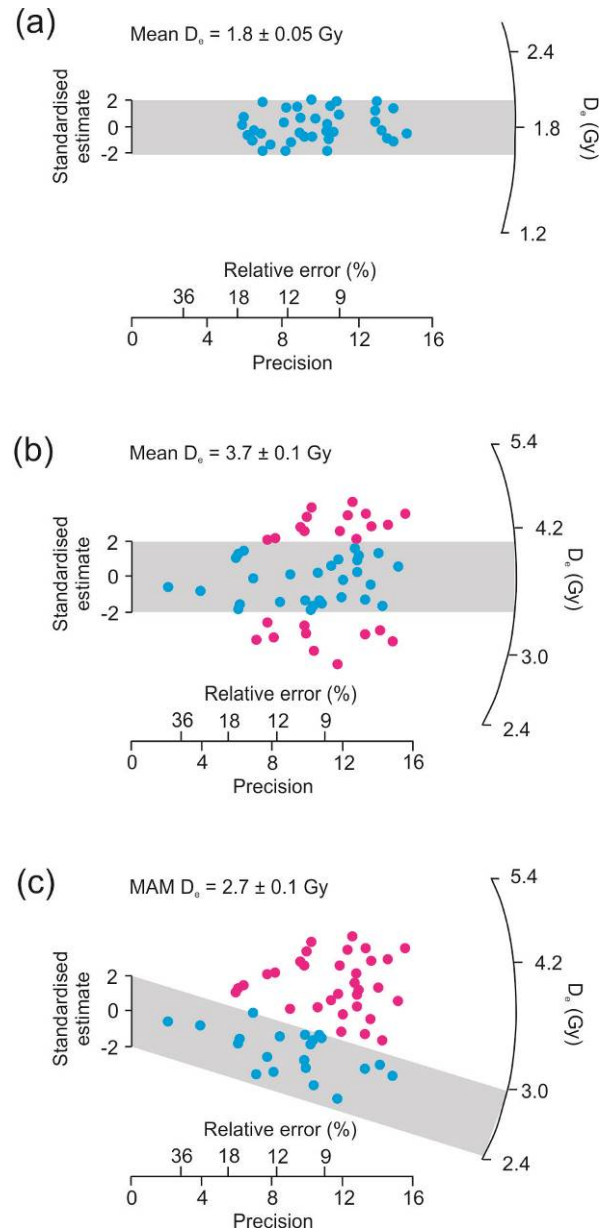 (a)
Mean Dₑ = 1.8 ± 0.05 Gy
2.4
Standardised
estimate
2
0
-2
1.8
Dₑ (Gy)
1.2
Relative error (%)
36 18 12 9
0 4 8 12 16
Precision
(b)
5.4
Mean Dₑ = 3.7 ± 0.1 Gy
4.2
Standardised
estimate
2
0
-2
Dₑ (Gy)
3.0
Relative error (%)
36 18 12 9
2.4
0 4 8 12 16
Precision
(c)
5.4
MAM Dₑ = 2.7 ± 0.1 Gy
4.2
Standardised
estimate
2
0
-2
Dₑ (Gy)
3.0
Relative error (%)
36 18 12 9
2.4
0 4 8 12 16
Precision